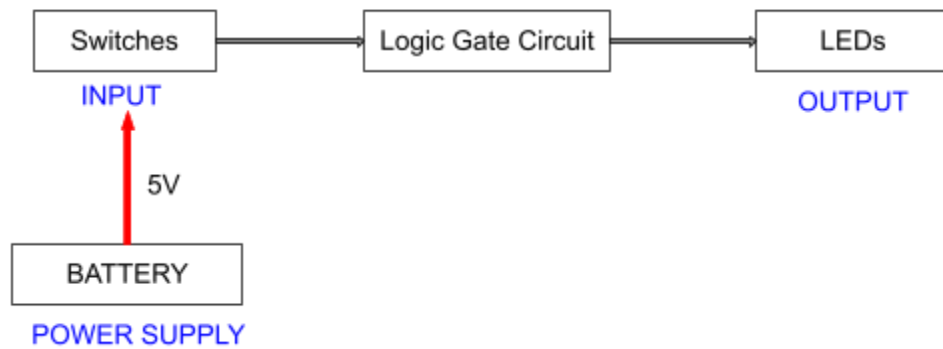 Switches
Logic Gate Circuit
LEDs
INPUT
OUTPUT
5V
BATTERY
POWER SUPPLY